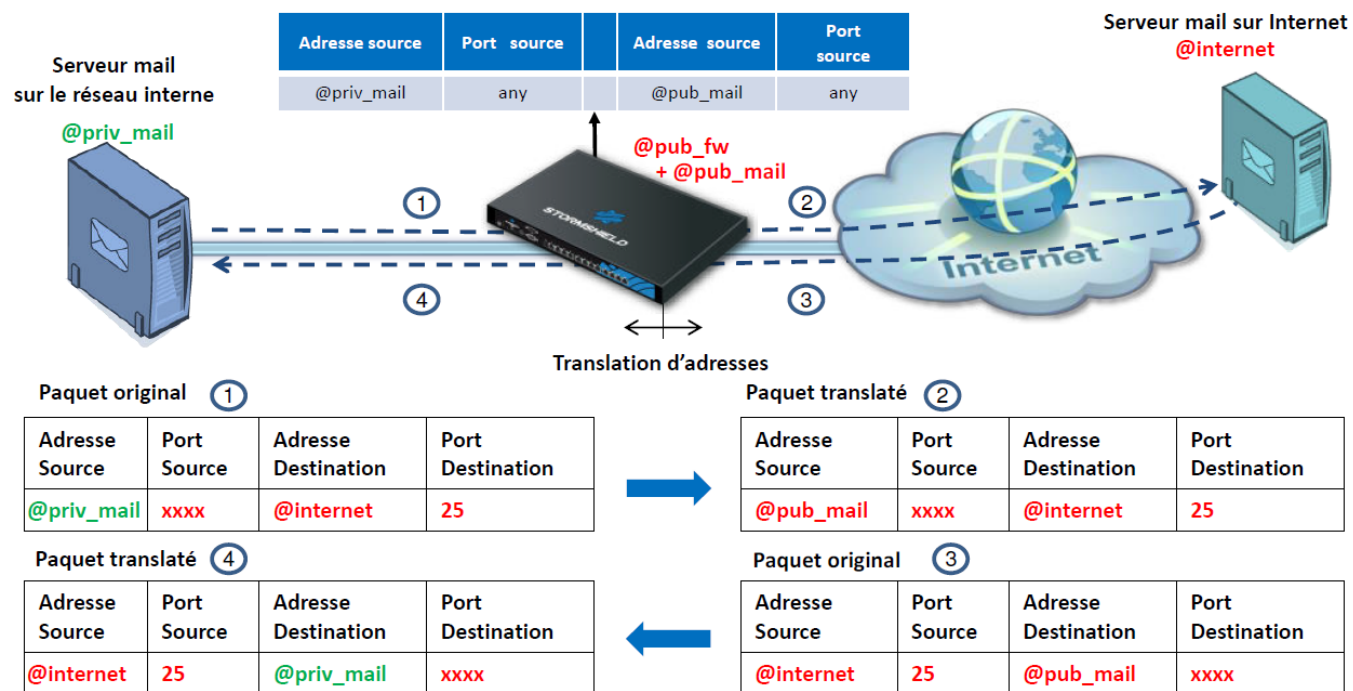 Adresse source Port source Adresse source Port source
@priv_mail any @pub_mail any
Serveur mail
sur le réseau interne
@priv_mail
Serveur mail sur Internet
@internet
@pub_fw
+ @pub_mail
1
2
STORMSHIELD
Internet
4
3
Translation d'adresses
Paquet original 1
Adresse Source Port Source Adresse Destination Port Destination
@priv_mail xxxx @internet 25
Paquet translaté 2
Adresse Source Port Source Adresse Destination Port Destination
@pub_mail xxxx @internet 25
Paquet translaté 4
Adresse Source Port Source Adresse Destination Port Destination
@internet 25 @priv_mail xxxx
Paquet original 3
Adresse Source Port Source Adresse Destination Port Destination
@internet 25 @pub_mail xxxx